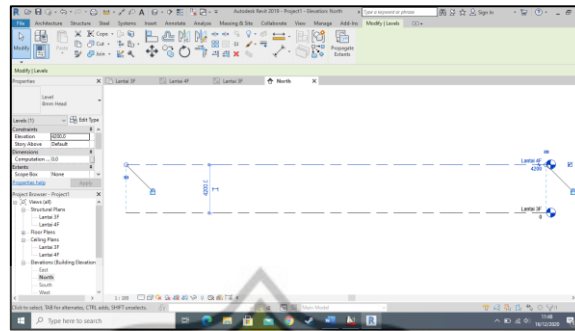 Autodesk Revit 2019 - Project1 - Elevation: North
Type a keyword or phrase
Sign In
File Architecture Structure Steel Systems Insert Annotate Analyze Massing & Site Collaborate View Manage Add-Ins Modify | Levels
Modify
Paste
Cope
Cut
Join
Propagate
Extents
Modify | Levels
Properties
Lantai 3F
Lantai 4F
Lantai 3F
North
Level
8mm Head
Levels (1)
Edit Type
Constraints
Elevation 4200.0
Story Above Default
Dimensions
Computation ... 0.0
Extents
Scope Box None
Properties help
Apply
Project Browser - Project1
Views (all)
Structural Plans
Lantai 3F
Lantai 4F
Floor Plans
Ceiling Plans
Lantai 3F
Lantai 4F
Elevations (Building Elevation
East
North
South
West
Lantai 4F
4200
4200.0
Lantai 3F
0
1 : 100
Click to select, TAB for alternates, CTRL adds, SHIFT unselects.
Main Model
Type here to search
11:48
16/12/2020